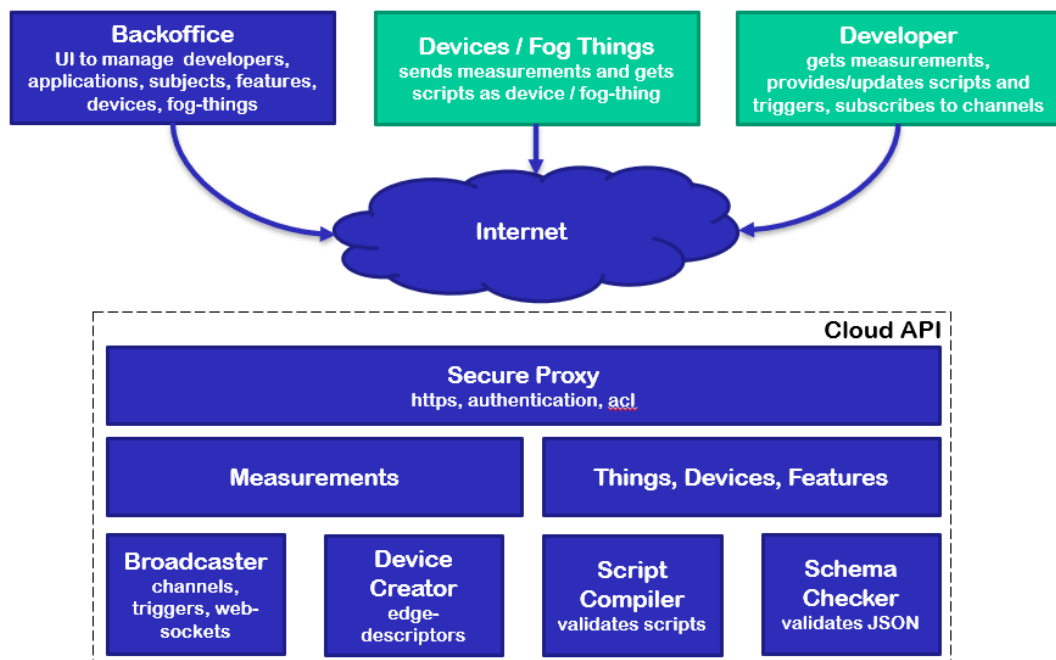 Backoffice
UI to manage developers,
applications, subjects, features,
devices, fog-things
Devices / Fog Things
sends measurements and gets
scripts as device / fog-thing
Developer
gets measurements,
provides/updates scripts and
triggers, subscribes to channels
Internet
Cloud API
Secure Proxy
https, authentication, acl
Measurements
Things, Devices, Features
Broadcaster
channels,
triggers, web-
sockets
Device
Creator
edge-
descriptors
Script
Compiler
validates scripts
Schema
Checker
validates JSON